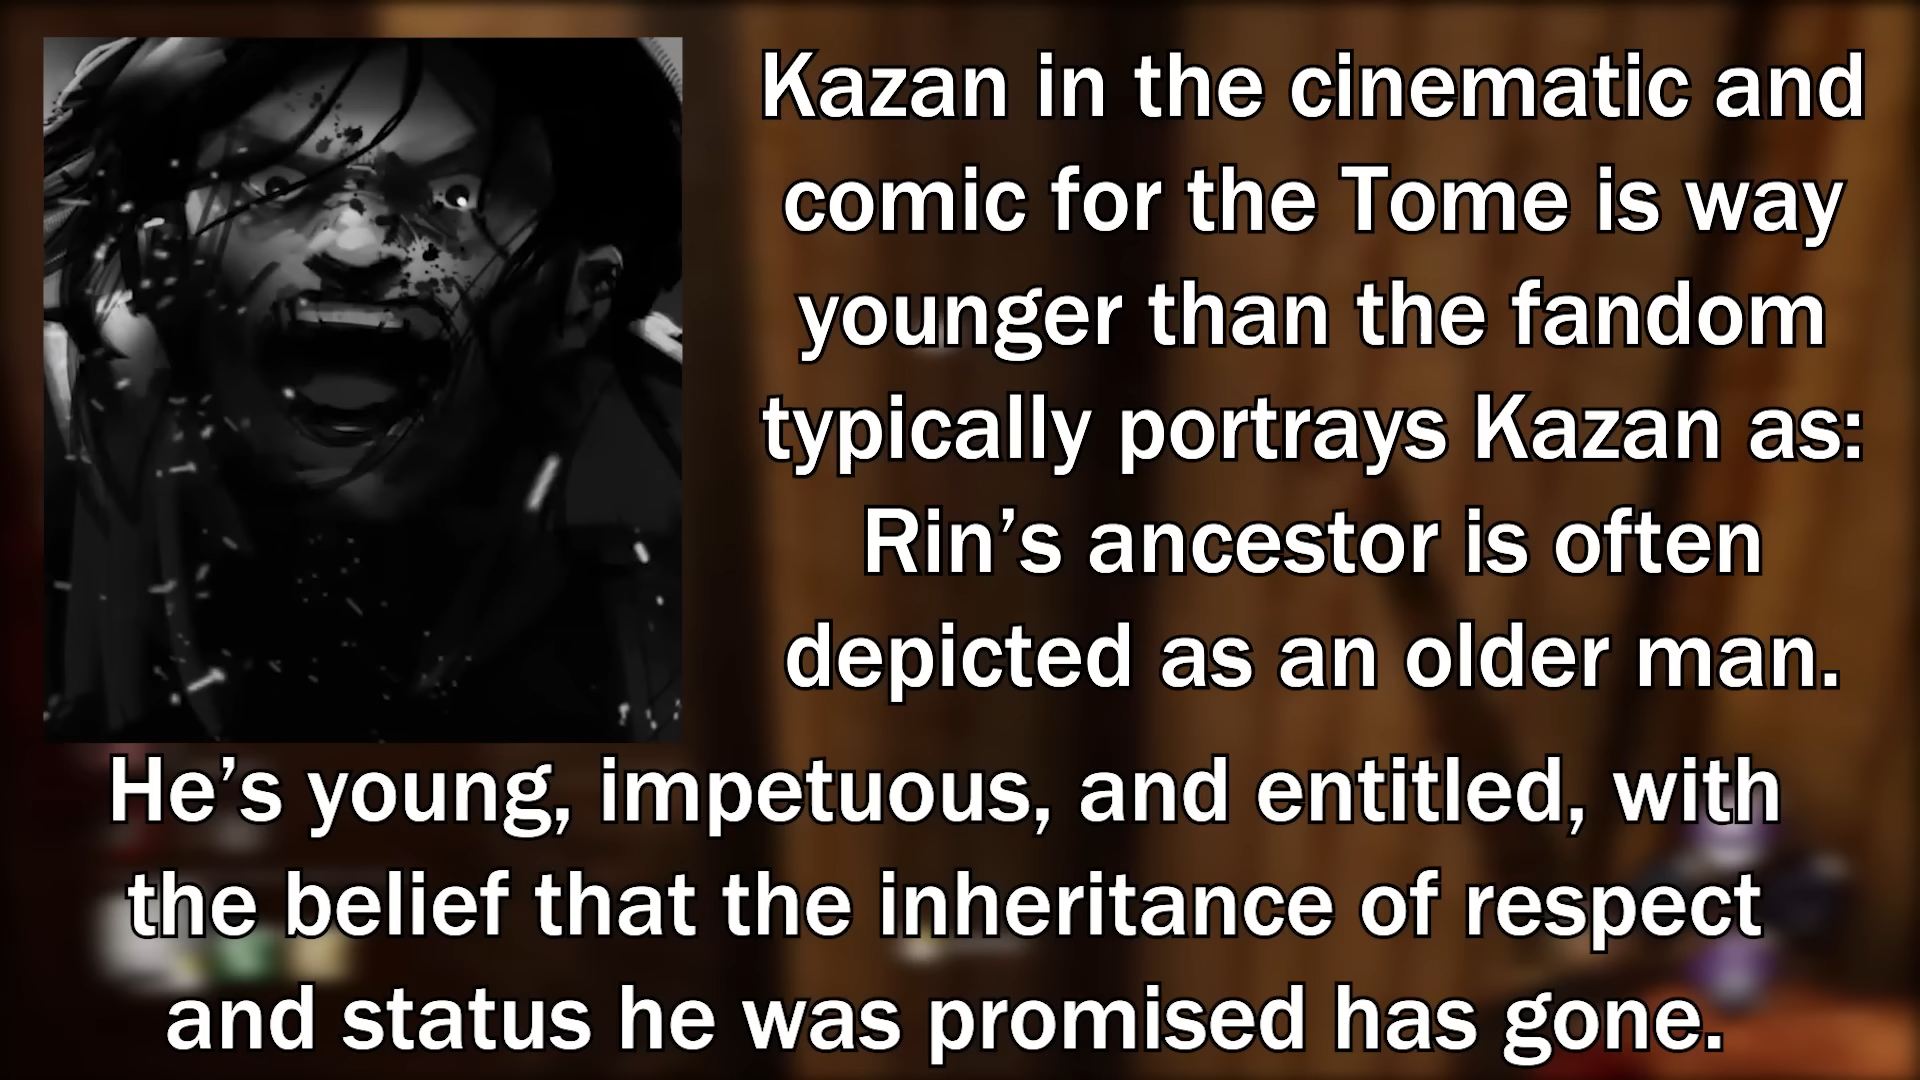 Kazan in the cinematic and
comic for the Tome is way
younger than the fandom
typically portrays Kazan as:
Rin’s ancestor is often
depicted as an older man.
He’s young, impetuous, and entitled, with
the belief that the inheritance of respect
and status he was promised has gone.